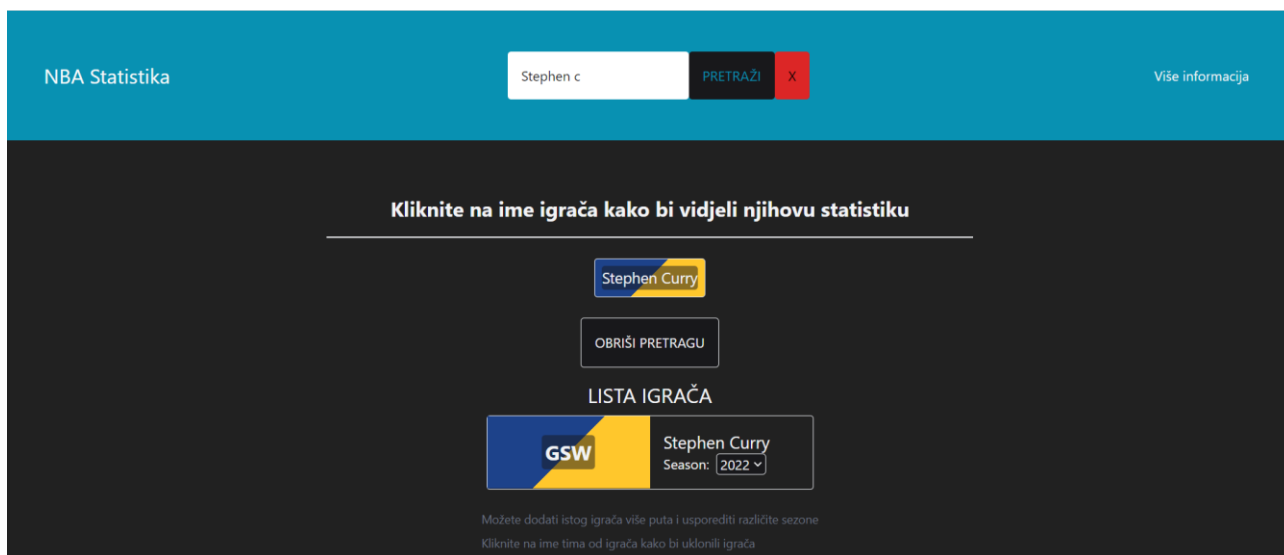 NBA Statistika
Stephen c
PRETRAŽI
X
Više informacija
Kliknite na ime igrača kako bi vidjeli njihovu statistiku
Stephen Curry
OBRIŠI PRETRAGU
LISTA IGRAČA
GSW
Stephen Curry
Season: 2022
Možete dodati istog igrača više puta i usporediti različite sezone
Kliknite na ime tima od igrača kako bi uklonili igrača